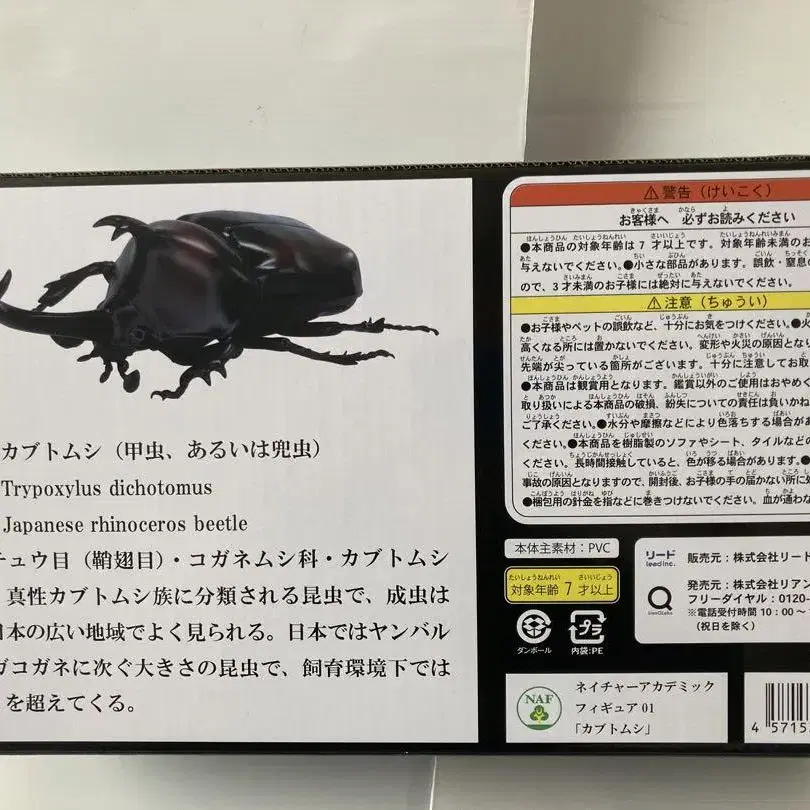 カブトムシ（甲虫、あるいは兜虫）
Trypoxylus dichotomus
Japanese rhinoceros beetle
チュウ目（鞘翅目）・コガネムシ科・カブトムシ
真性カブトムシ族に分類される昆虫で、成虫は
日本の広い地域でよく見られる。日本ではヤンバル
ガコガネに次ぐ大きさの昆虫で、飼育環境下では
を超えてくる。
⚠警告（けいこく）
お客様へ 必ずお読みください
●本商品の対象年齢は7才以上です。対象年齢未満のお
与えないでください。●小さな部品があります。誤飲・窒息の
ので、3才未満のお子様には絶対に与えないでください。
⚠注意（ちゅうい）
●お子様やペットの誤飲など、十分にお気をつけください。●火
高くなる所には置かないでください。変形や火災の原因となり
先端が尖っている箇所がございます。十分に注意してお取
●本商品は観賞用となります。鑑賞以外のご使用はおやめく
取り扱いによる本商品の破損、紛失についての責任は負いかね
ご了承ください。●水分や摩擦などにより色落ちする場合があ
ください。●本商品を樹脂製のソファやシート、タイルなどの
ください。長時間接触していると、色が移る場合があります。●
事故の原因となりますので、開封後、お子様の手の届かない所に処
●梱包用の針金を指などに巻きつけないでください。血が通わな
本体主素材：PVC
対象年齢7才以上
ダンボール
プラ
内袋：PE
リード
lead inc.
販売元：株式会社リード
LionQLabo
発売元：株式会社リアン
フリーダイヤル：0120-
※電話受付時間 10：00～
（祝日を除く）
NAF
ネイチャーアカデミック
フィギュア 01
「カブトムシ」
4 5715